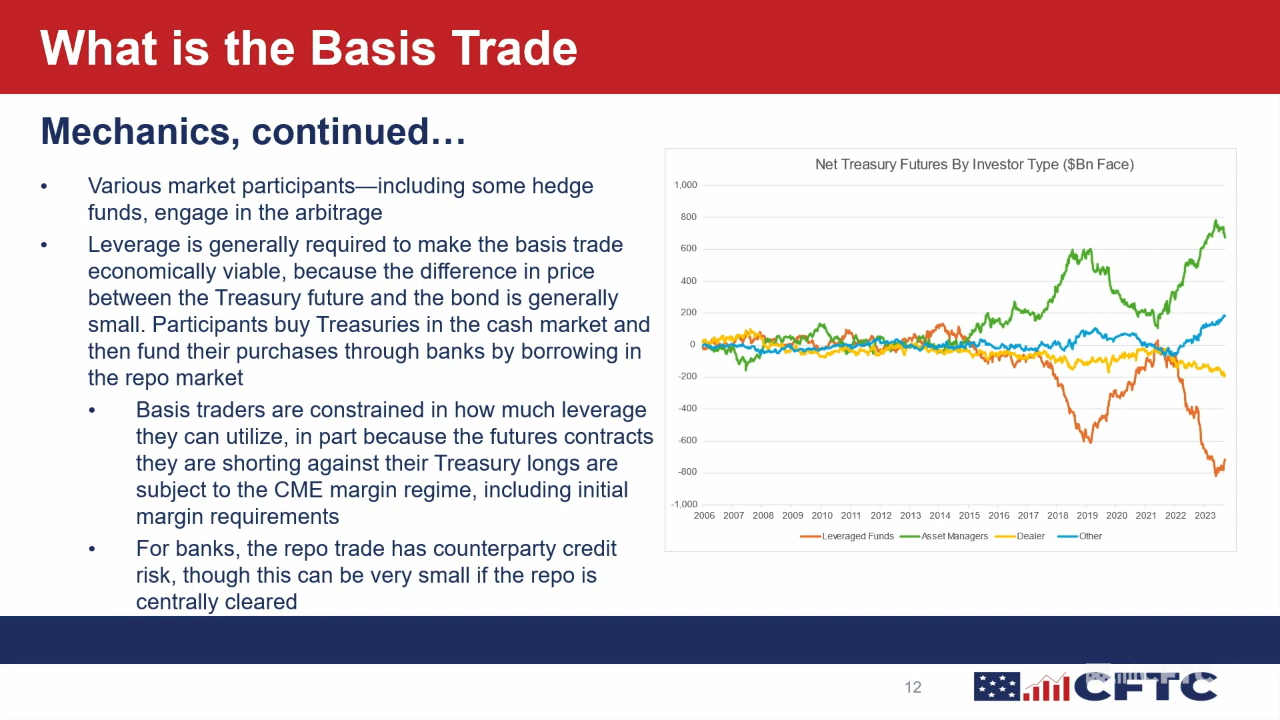 What is the Basis Trade
Mechanics, continued…
• Various market participants—including some hedge
funds, engage in the arbitrage
• Leverage is generally required to make the basis trade
economically viable, because the difference in price
between the Treasury future and the bond is generally
small. Participants buy Treasuries in the cash market and
then fund their purchases through banks by borrowing in
the repo market
• Basis traders are constrained in how much leverage
they can utilize, in part because the futures contracts
they are shorting against their Treasury longs are
subject to the CME margin regime, including initial
margin requirements
• For banks, the repo trade has counterparty credit
risk, though this can be very small if the repo is
centrally cleared
Net Treasury Futures By Investor Type ($Bn Face)
1,000
800
600
400
200
0
-200
-400
-600
-800
-1,000
2006 2007 2008 2009 2010 2011 2012 2013 2014 2015 2016 2017 2018 2019 2020 2021 2022 2023
Leveraged Funds Asset Managers Dealer Other
12
CFTC
CFTC